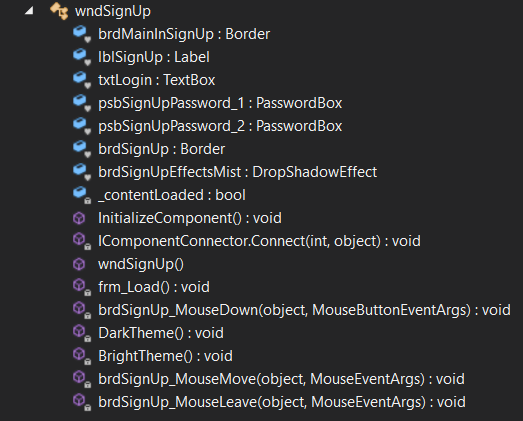 wndSignUp
brdMainInSignUp : Border
lblSignUp : Label
txtLogin : TextBox
psbSignUpPassword_1 : PasswordBox
psbSignUpPassword_2 : PasswordBox
brdSignUp : Border
brdSignUpEffectsMist : DropShadowEffect
_contentLoaded : bool
InitializeComponent() : void
IComponentConnector.Connect(int, object) : void
wndSignUp()
frm_Load() : void
brdSignUp_MouseDown(object, MouseButtonEventArgs) : void
DarkTheme() : void
BrightTheme() : void
brdSignUp_MouseMove(object, MouseEventArgs) : void
brdSignUp_MouseLeave(object, MouseEventArgs) : void